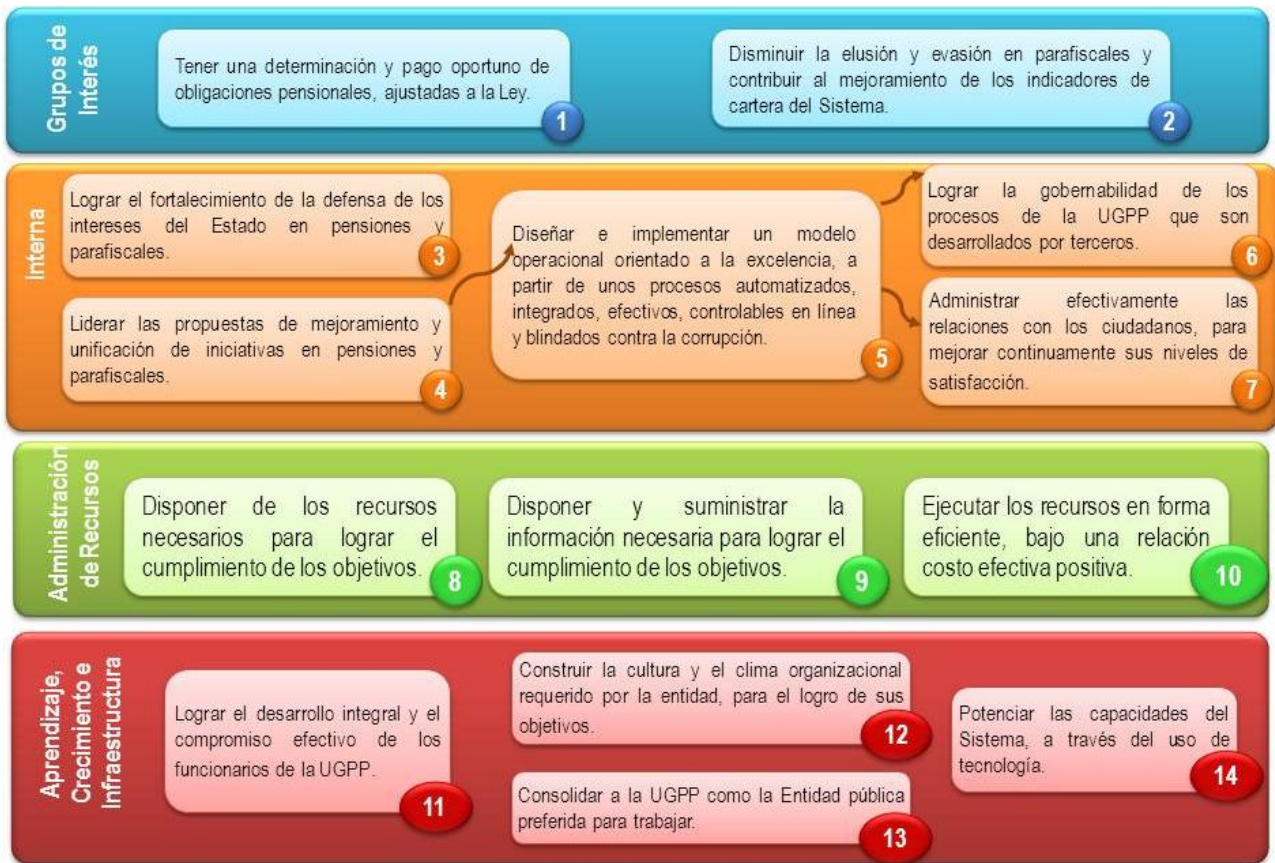 Grupos de
Interés
Tener una determinación y pago oportuno de
obligaciones pensionales, ajustadas a la Ley.
1
Disminuir la elusión y evasión en parafiscales y
contribuir al mejoramiento de los indicadores de
cartera del Sistema.
2
Interna
Lograr el fortalecimiento de la defensa de los
intereses del Estado en pensiones y
parafiscales.
3
Liderar las propuestas de mejoramiento y
unificación de iniciativas en pensiones y
parafiscales.
4
Diseñar e implementar un modelo
operacional orientado a la excelencia, a
partir de unos procesos automatizados,
integrados, efectivos, controlables en línea
y blindados contra la corrupción.
5
Lograr la gobernabilidad de los
procesos de la UGPP que son
desarrollados por terceros.
6
Administrar efectivamente las
relaciones con los ciudadanos, para
mejorar continuamente sus niveles de
satisfacción.
7
Administración
de Recursos
Disponer de los recursos
necesarios para lograr el
cumplimiento de los objetivos.
8
Disponer y suministrar la
información necesaria para lograr el
cumplimiento de los objetivos.
9
Ejecutar los recursos en forma
eficiente, bajo una relación
costo efectiva positiva.
10
Aprendizaje,
Crecimiento e
Infraestructura
Lograr el desarrollo integral y el
compromiso efectivo de los
funcionarios de la UGPP.
11
Construir la cultura y el clima organizacional
requerido por la entidad, para el logro de sus
objetivos.
12
Consolidar a la UGPP como la Entidad pública
preferida para trabajar.
13
Potenciar las capacidades del
Sistema, a través del uso de
tecnología.
14